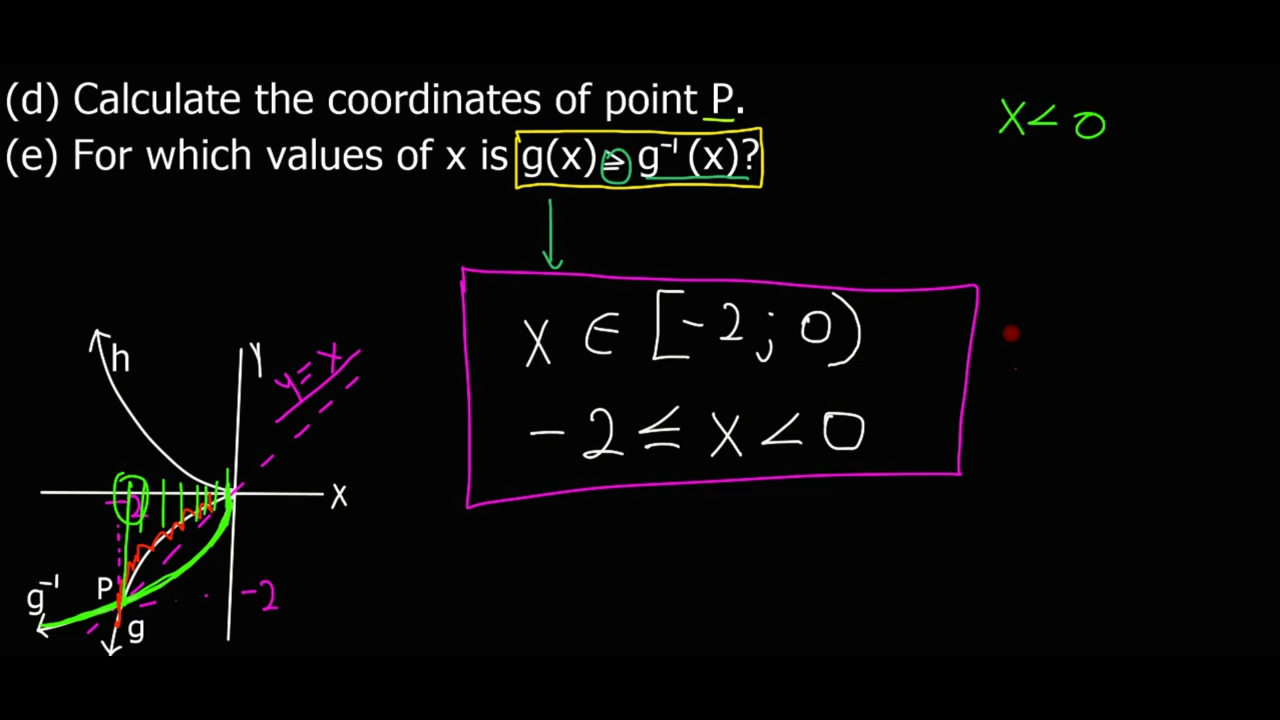 (d) Calculate the coordinates of point P.
x < 0
(e) For which values of x is g(x) ≥ g⁻¹(x)?
x ∈ [-2; 0)
-2 ≤ x < 0
h
Y
y = x
-2
X
g⁻¹
P
-2
g